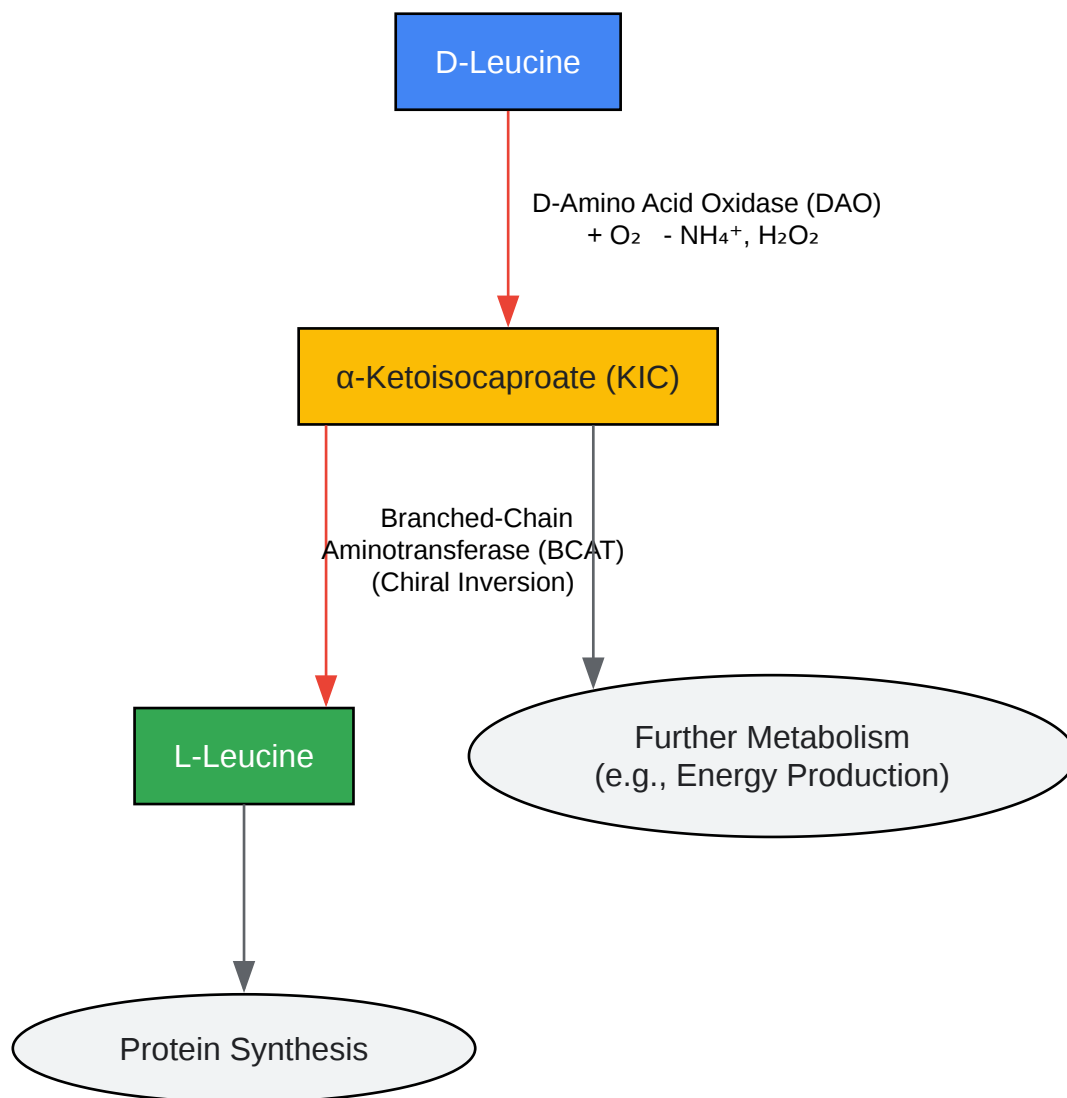 D-Leucine
D-Amino Acid Oxidase (DAO)
+ O₂   - NH₄⁺, H₂O₂
α-Ketoisocaproate (KIC)
Branched-Chain
Aminotransferase (BCAT)
(Chiral Inversion)
L-Leucine
Further Metabolism
(e.g., Energy Production)
Protein Synthesis